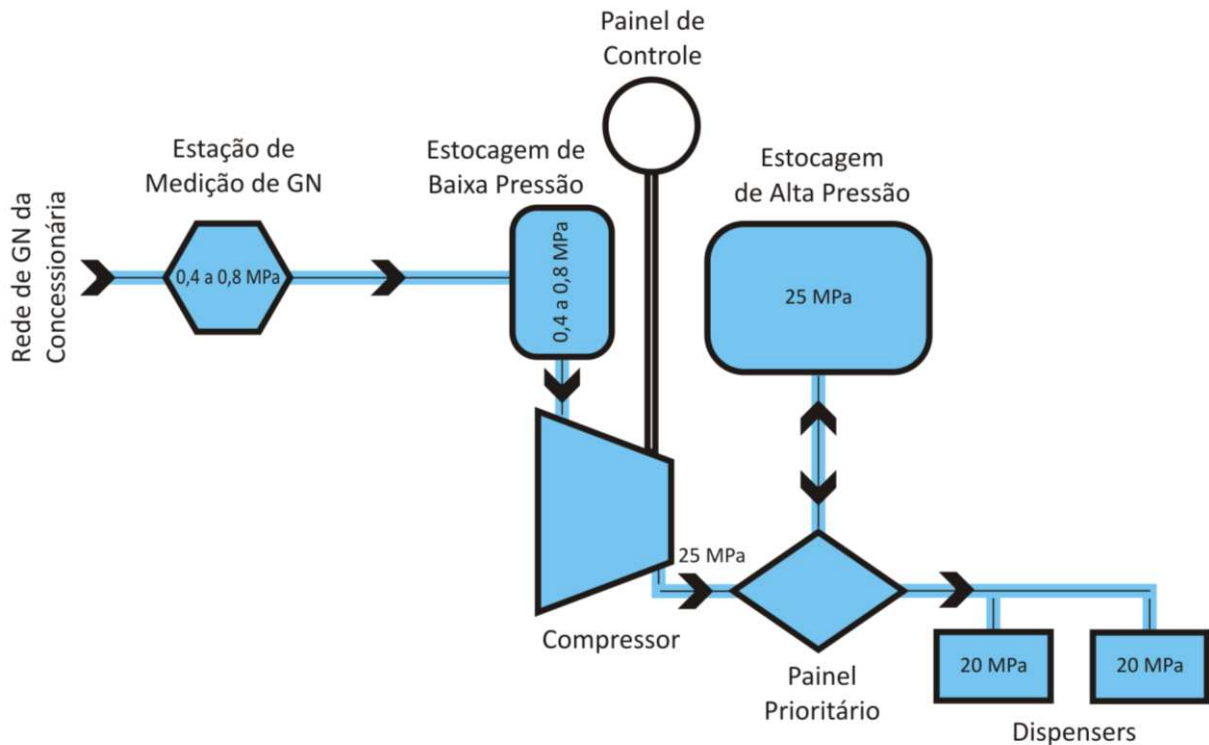 Painel de
Controle
Estação de
Medição de GN
Estocagem de
Baixa Pressão
Estocagem
de Alta Pressão
Rede de GN da
Concessionária
0,4 a 0,8 MPa
0,4 a 0,8 MPa
25 MPa
25 MPa
Compressor
Painel
Prioritário
20 MPa
20 MPa
Dispensers